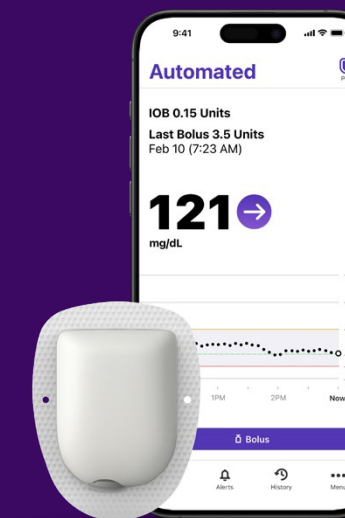 9:41
Automated
IOB 0.15 Units
Last Bolus 3.5 Units
Feb 10 (7:23 AM)
121
mg/dL
1PM 2PM Now
Bolus
Alerts History Menu